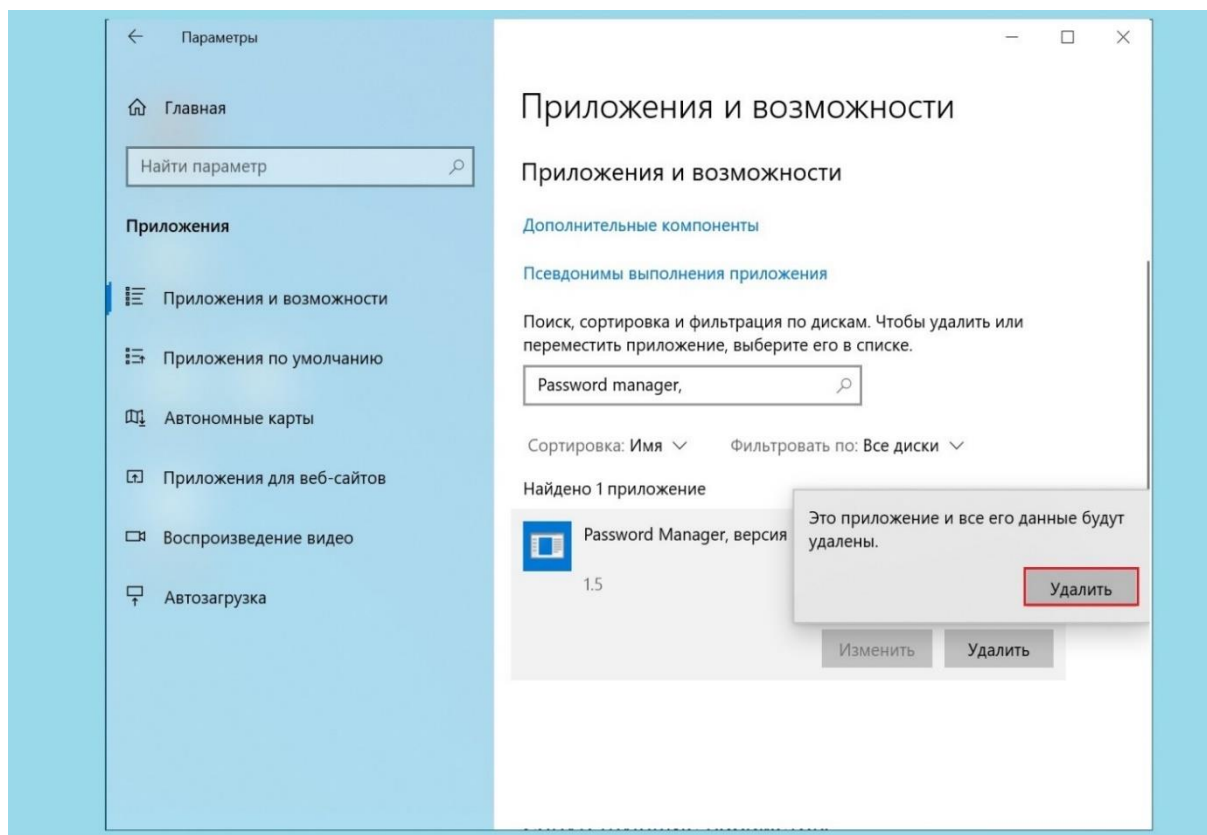 Параметры
Главная
Найти параметр
Приложения
Приложения и возможности
Приложения по умолчанию
Автономные карты
Приложения для веб-сайтов
Воспроизведение видео
Автозагрузка
Приложения и возможности
Приложения и возможности
Дополнительные компоненты
Псевдонимы выполнения приложения
Поиск, сортировка и фильтрация по дискам. Чтобы удалить или
переместить приложение, выберите его в списке.
Password manager,
Сортировка: Имя Фильтровать по: Все диски
Найдено 1 приложение
Password Manager, версия
1.5
Это приложение и все его данные будут
удалены.
Удалить
Изменить Удалить